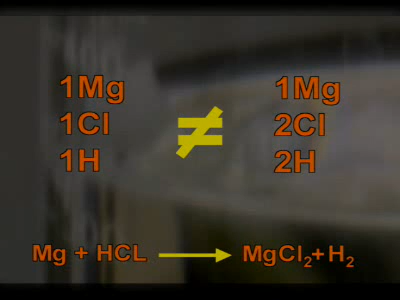 1Mg 1Mg
1Cl ≠ 2Cl
1H 2H
Mg + HCL ⟶ MgCl₂+H₂